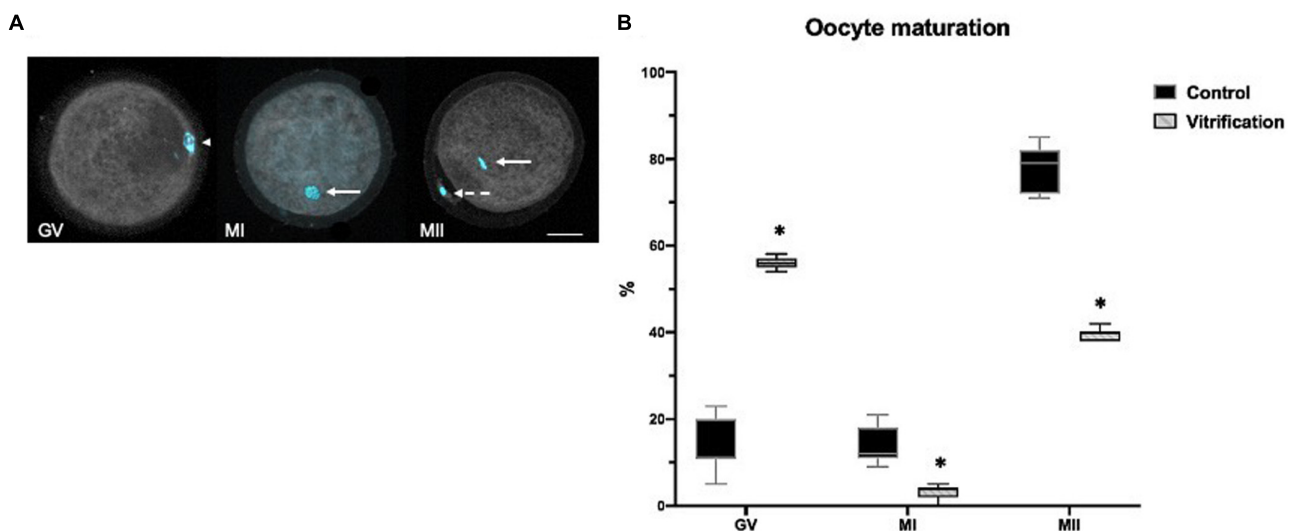 A
GV
MI
MII
B
Oocyte maturation
100
80
60
40
20
0
%
*
*
*
GV
MI
MII
Control
Vitrification